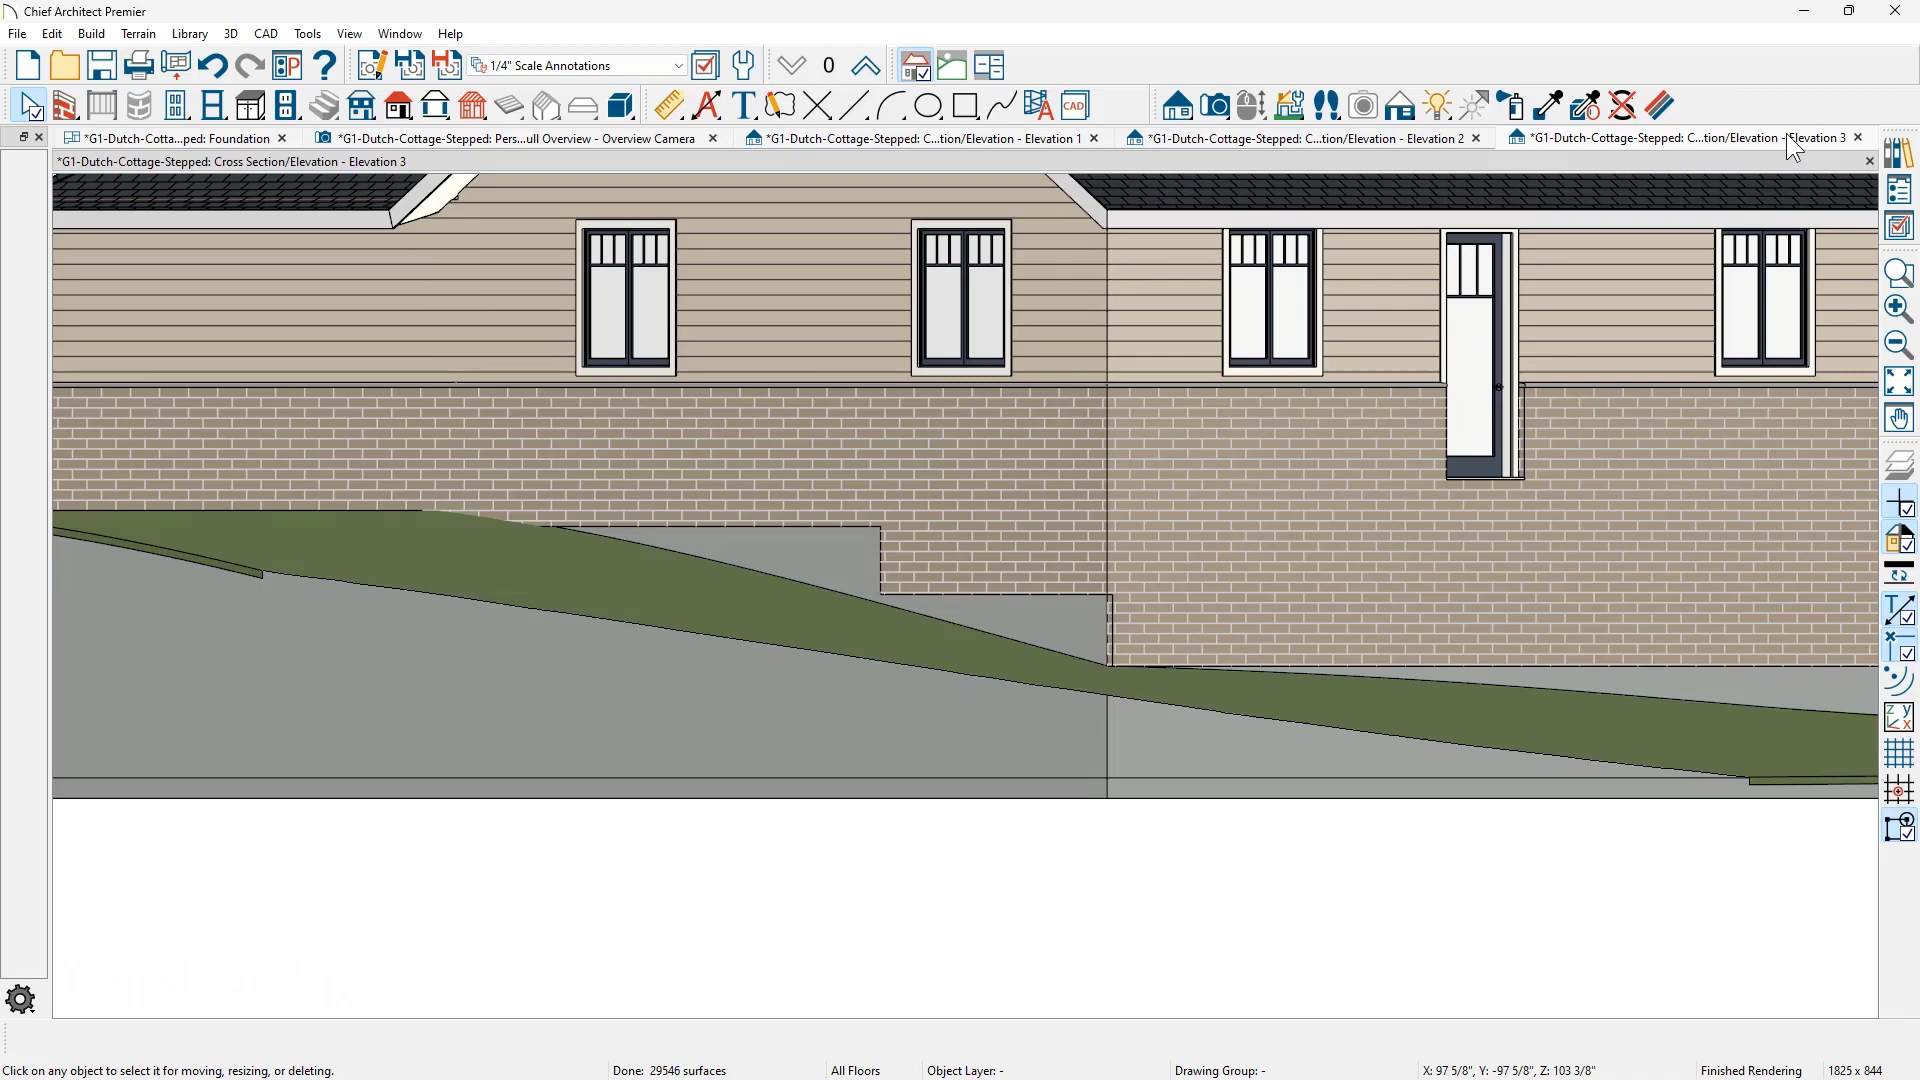 Chief Architect Premier
File Edit Build Terrain Library 3D CAD Tools View Window Help
1/4" Scale Annotations
0
CAD
*G1-Dutch-Cotta...ped: Foundation
*G1-Dutch-Cottage-Stepped: Pers...ull Overview - Overview Camera
*G1-Dutch-Cottage-Stepped: C...tion/Elevation - Elevation 1
*G1-Dutch-Cottage-Stepped: C...tion/Elevation - Elevation 2
*G1-Dutch-Cottage-Stepped: C...tion/Elevation - Elevation 3
*G1-Dutch-Cottage-Stepped: Cross Section/Elevation - Elevation 3
Click on any object to select it for moving, resizing, or deleting.
Done: 29546 surfaces
All Floors
Object Layer: -
Drawing Group: -
X: 97 5/8", Y: -97 5/8", Z: 103 3/8"
Finished Rendering
1825 x 844